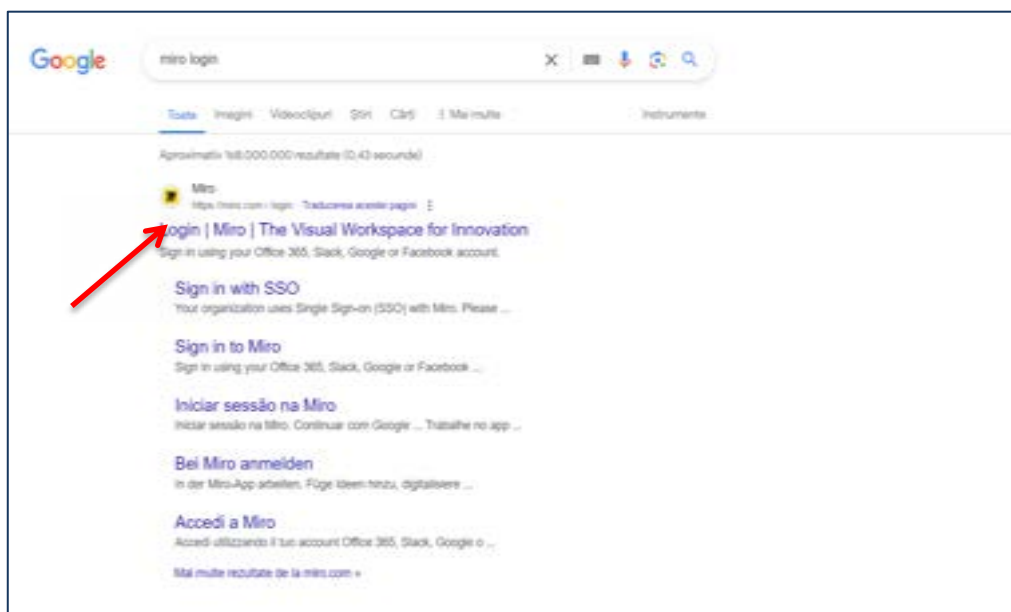 Google miro login
Toate Imagini Videoclipuri Știri Cărți Mai multe Instrumente
Aproximativ 000.000 rezultate (0,43 secunde)
Miro
https://miro.com › login · Traducerea acestei pagini
Login | Miro | The Visual Workspace for Innovation
Sign in using your Office 365, Slack, Google or Facebook account.
Sign in with SSO
Your organization uses Single Sign-on (SSO) with Miro. Please ...
Sign in to Miro
Sign in using your Office 365, Slack, Google or Facebook ...
Iniciar sessão na Miro
Iniciar sessão na Miro. Continuar com Google ... Trabalhe no app ...
Bei Miro anmelden
In der Miro-App arbeiten. Füge Ideen hinzu, digitalisiere ...
Accedi a Miro
Accedi utilizzando il tuo account Office 365, Slack, Google o ...
Mai multe rezultate de la miro.com »